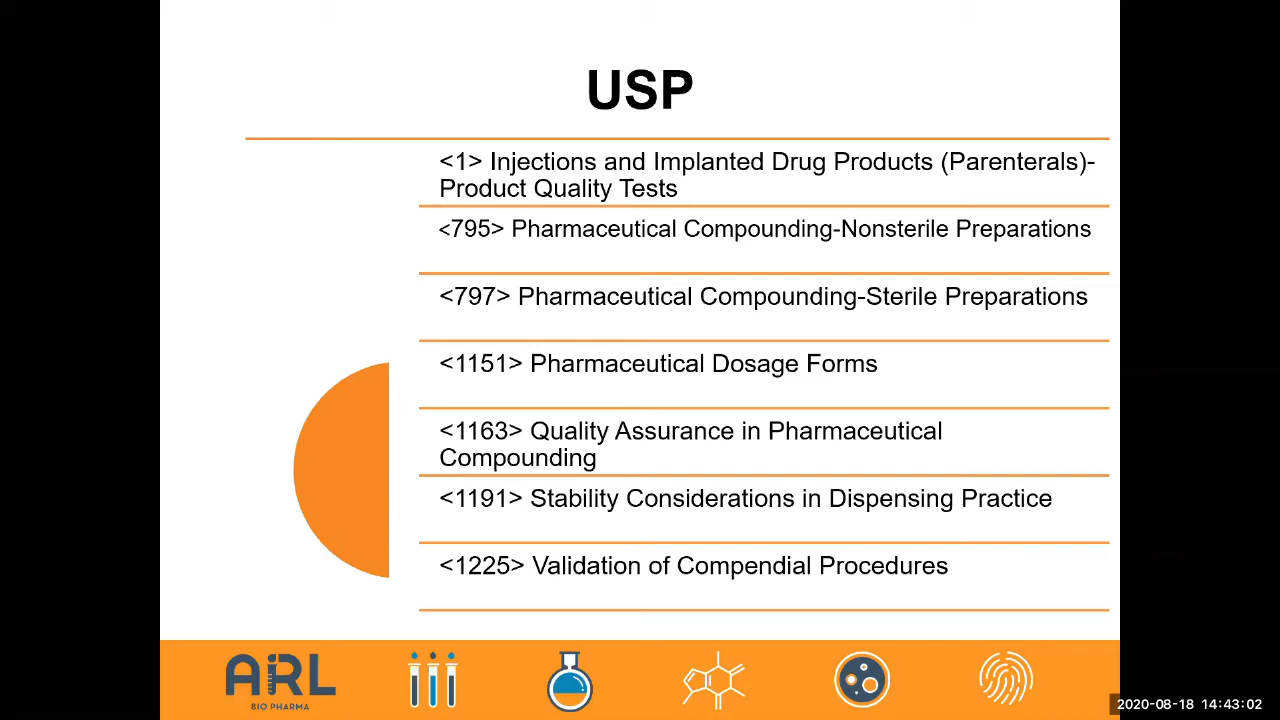 USP
<1> Injections and Implanted Drug Products (Parenterals)-
Product Quality Tests
<795> Pharmaceutical Compounding-Nonsterile Preparations
<797> Pharmaceutical Compounding-Sterile Preparations
<1151> Pharmaceutical Dosage Forms
<1163> Quality Assurance in Pharmaceutical
Compounding
<1191> Stability Considerations in Dispensing Practice
<1225> Validation of Compendial Procedures
ARL
BIO PHARMA
2020-08-18 14:43:02